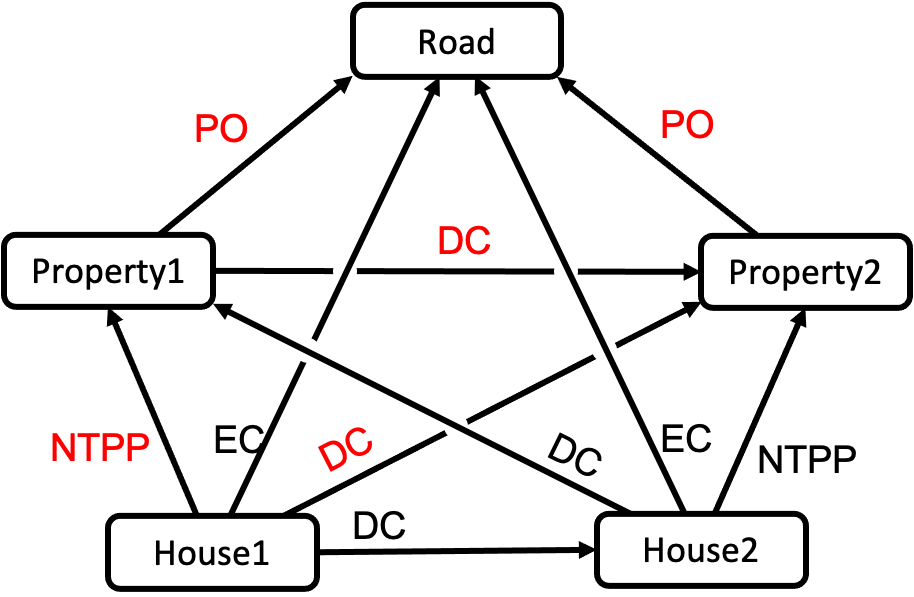 Road
PO
PO
DC
Property1
Property2
NTPP
EC
DC
DC
EC
NTPP
DC
House1
House2